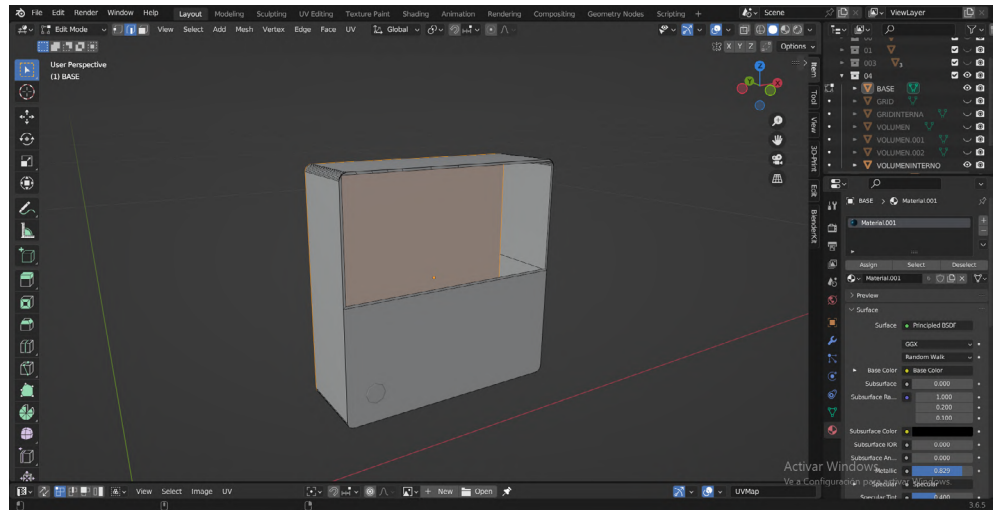 File Edit Render Window Help Layout Modeling Sculpting UV Editing Texture Paint Shading Animation Rendering Compositing Geometry Nodes Scripting + Scene ViewLayer
Edit Mode View Select Add Mesh Vertex Edge Face UV Global
X Y Z Options
User Perspective
(1) BASE
Z
Y
X
Item
Tool
View
3D-Print
Edit
BlenderKit
01
003
04
BASE
GRID
GRIDINTERNA
VOLUMEN
VOLUMEN.001
VOLUMEN.002
VOLUMENINTERNO
BASE > Material.001
Material.001
Assign Select Deselect
Material.001
Preview
Surface
Surface Principled BSDF
GGX
Random Walk
Base Color Base Color
Subsurface 0.000
Subsurface Ra... 1.000
0.200
0.100
Subsurface Color
Subsurface IOR 0.000
Subsurface An... 0.000
Metallic 0.829
Specular Specular
Specular Tint 0.400
Activar Windows
Ve a Configuración para activar Windows.
View Select Image UV + New Open UVMap
3.6.5